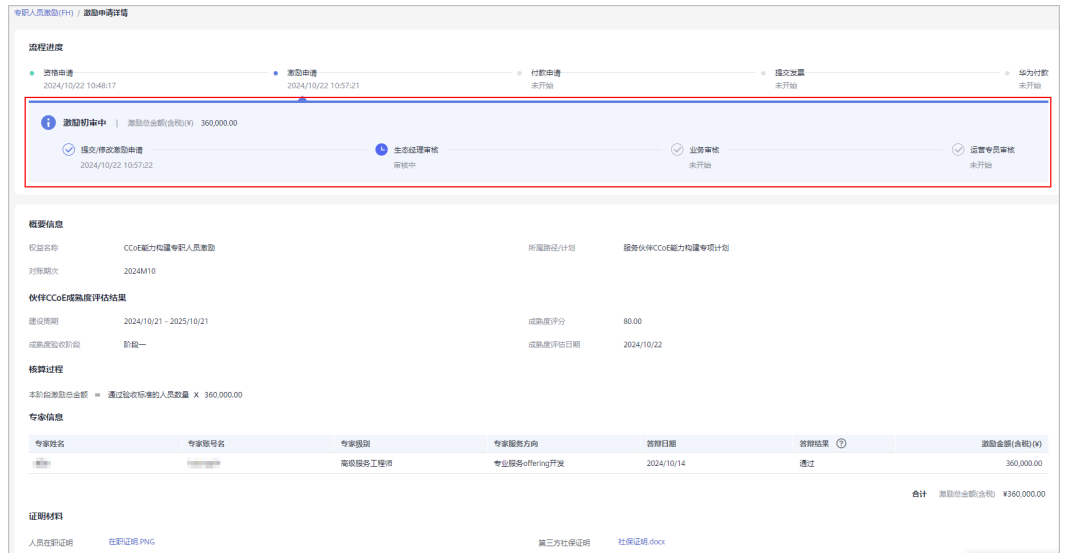 专职人员激励(FH) / 激励申请详情
流程进度
资格申请 激励申请 付款申请 提交发票 华为付款
2024/10/22 10:48:17 2024/10/22 10:57:21 未开始 未开始 未开始
激励初审中 | 激励总金额(含税)(¥) 360,000.00
提交/修改激励申请 生态经理审核 业务审核 运营专员审核
2024/10/22 10:57:22 审核中 未开始 未开始
概要信息
权益名称 CCoE能力构建专职人员激励 所属路径/计划 服务伙伴CCoE能力构建专项计划
对账期次 2024M10
伙伴CCoE成熟度评估结果
建设周期 2024/10/21 - 2025/10/21 成熟度评分 80.00
成熟度验收阶段 阶段一 成熟度评估日期 2024/10/22
核算过程
本阶段激励总金额 = 通过验收标准的人员数量 X 360,000.00
专家信息
专家姓名 专家账号名 专家级别 专家服务方向 答辩日期 答辩结果 激励金额(含税)(¥)
高级服务工程师 专业服务offering开发 2024/10/14 通过 360,000.00
合计 激励总金额(含税) ¥360,000.00
证明材料
人员在职证明 在职证明.PNG 第三方社保证明 社保证明.docx